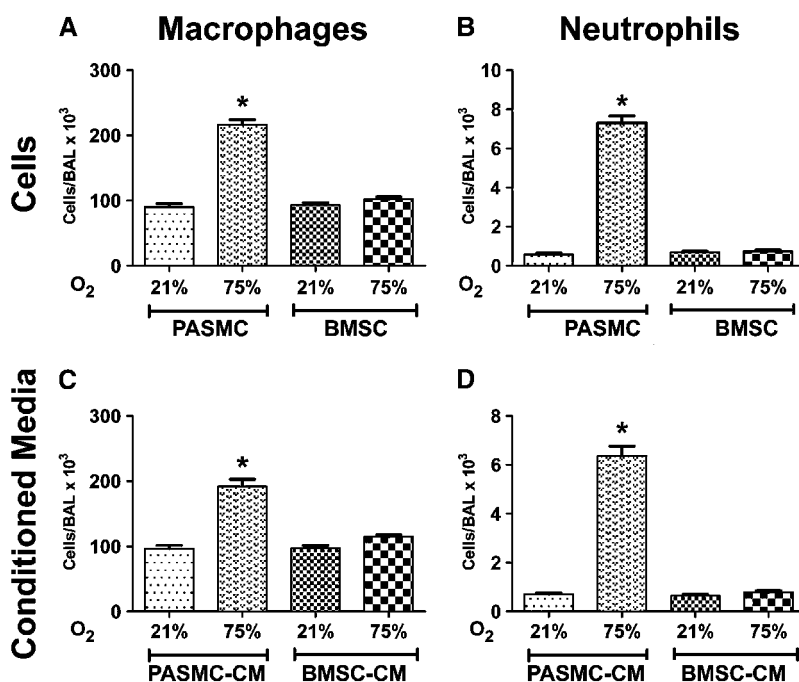 A Macrophages
B Neutrophils
Cells
Cells/BAL x 10³
300
200
100
0
*
O₂ 21% 75% 21% 75%
PASMC BMSC
Cells/BAL x 10³
10
8
6
4
2
0
*
O₂ 21% 75% 21% 75%
PASMC BMSC
Conditioned Media
C
Cells/BAL x 10³
300
200
100
0
*
O₂ 21% 75% 21% 75%
PASMC-CM BMSC-CM
D
Cells/BAL x 10³
8
6
4
2
0
*
O₂ 21% 75% 21% 75%
PASMC-CM BMSC-CM